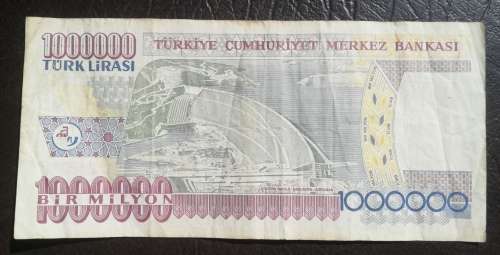 1000000
TÜRK LİRASI
TÜRKİYE CUMHURİYET MERKEZ BANKASI
1000000
BİR MİLYON
1000000